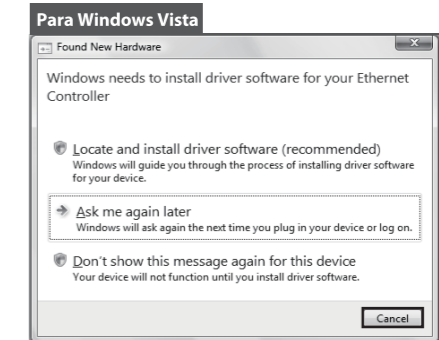 Para Windows Vista
Found New Hardware
Windows needs to install driver software for your Ethernet
Controller
Locate and install driver software (recommended)
Windows will guide you through the process of installing driver software
for your device.
Ask me again later
Windows will ask again the next time you plug in your device or log on.
Don't show this message again for this device
Your device will not function until you install driver software.
Cancel